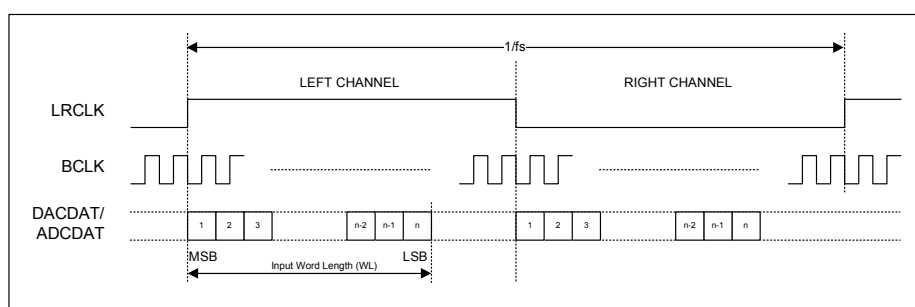 1/fs
LEFT CHANNEL
RIGHT CHANNEL
LRCLK
BCLK
DACDAT/
ADCDAT
1 2 3 n-2 n-1 n 1 2 3 n-2 n-1 n
MSB LSB
Input Word Length (WL)